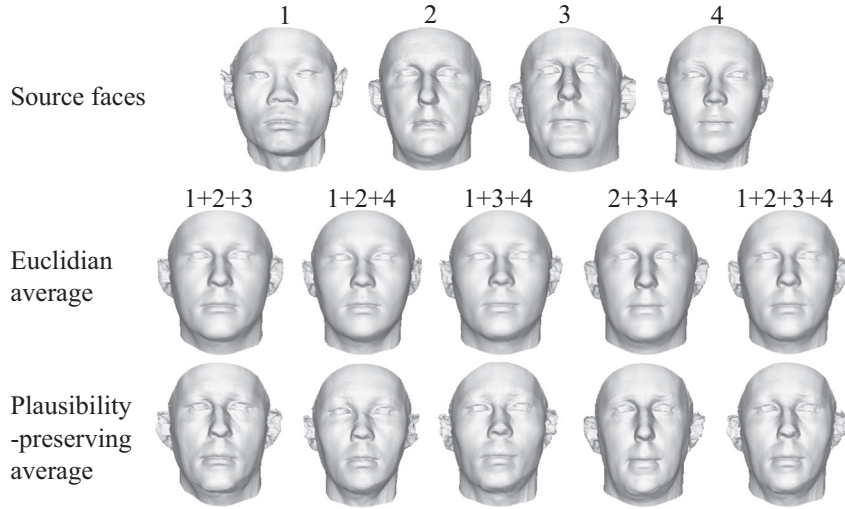 1 2 3 4
Source faces
1+2+3 1+2+4 1+3+4 2+3+4 1+2+3+4
Euclidian
average
Plausibility
-preserving
average